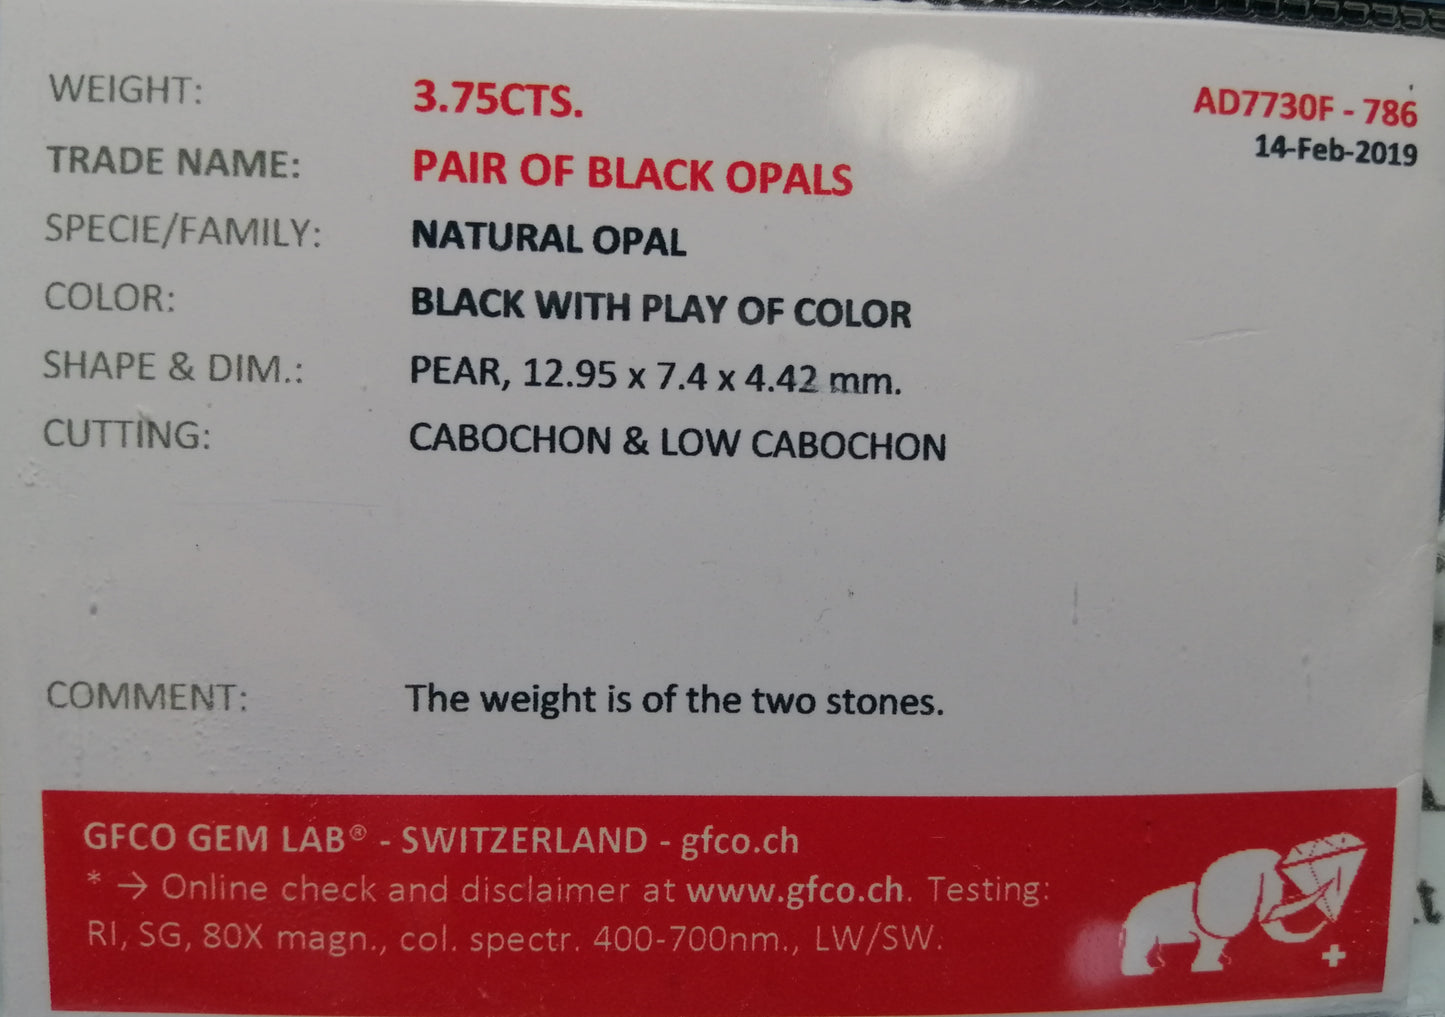 WEIGHT: 3.75CTS.
AD7730F - 786
14-Feb-2019
TRADE NAME: PAIR OF BLACK OPALS
SPECIE/FAMILY: NATURAL OPAL
COLOR: BLACK WITH PLAY OF COLOR
SHAPE & DIM.: PEAR, 12.95 x 7.4 x 4.42 mm.
CUTTING: CABOCHON & LOW CABOCHON
COMMENT: The weight is of the two stones.
GFCO GEM LAB® - SWITZERLAND - gfco.ch
* → Online check and disclaimer at www.gfco.ch. Testing:
RI, SG, 80X magn., col. spectr. 400-700nm., LW/SW.